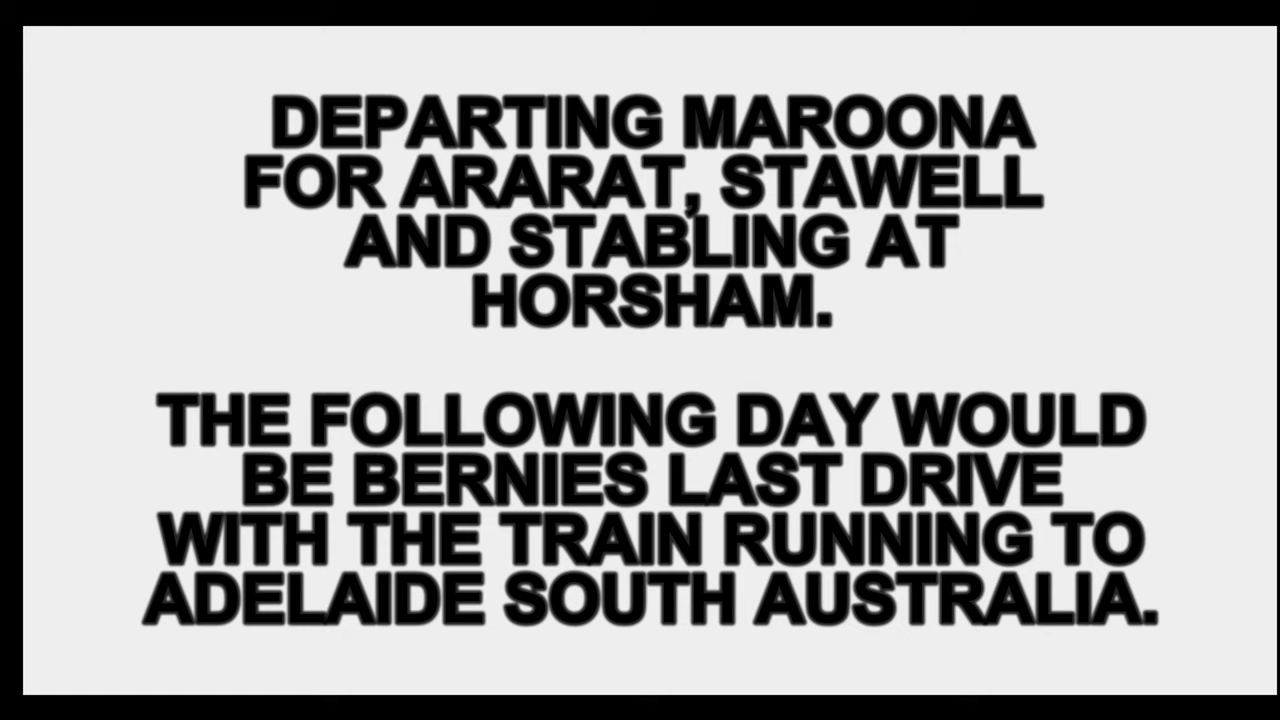 DEPARTING MAROONA
FOR ARARAT, STAWELL
AND STABLING AT
HORSHAM.
THE FOLLOWING DAY WOULD
BE BERNIES LAST DRIVE
WITH THE TRAIN RUNNING TO
ADELAIDE SOUTH AUSTRALIA.